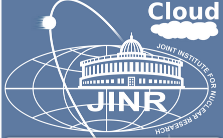 Cloud
JOINT INSTITUTE FOR NUCLEAR RESEARCH
JINR